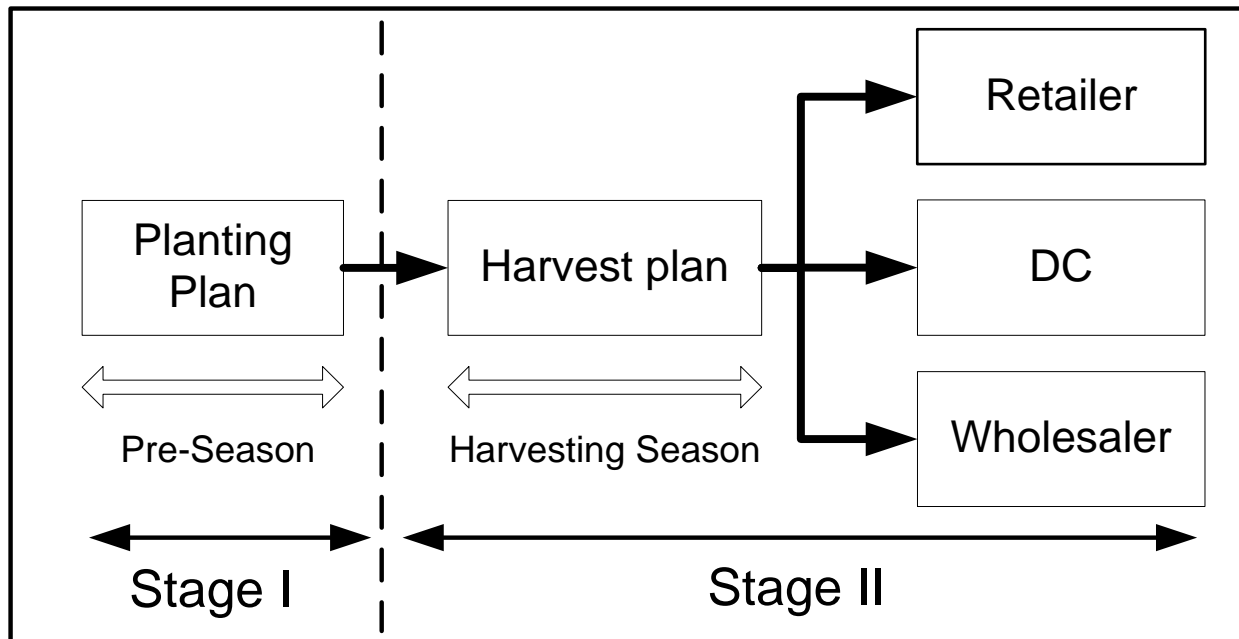 Retailer
Planting
Plan
Harvest plan
DC
Wholesaler
Pre-Season
Harvesting Season
Stage I
Stage II